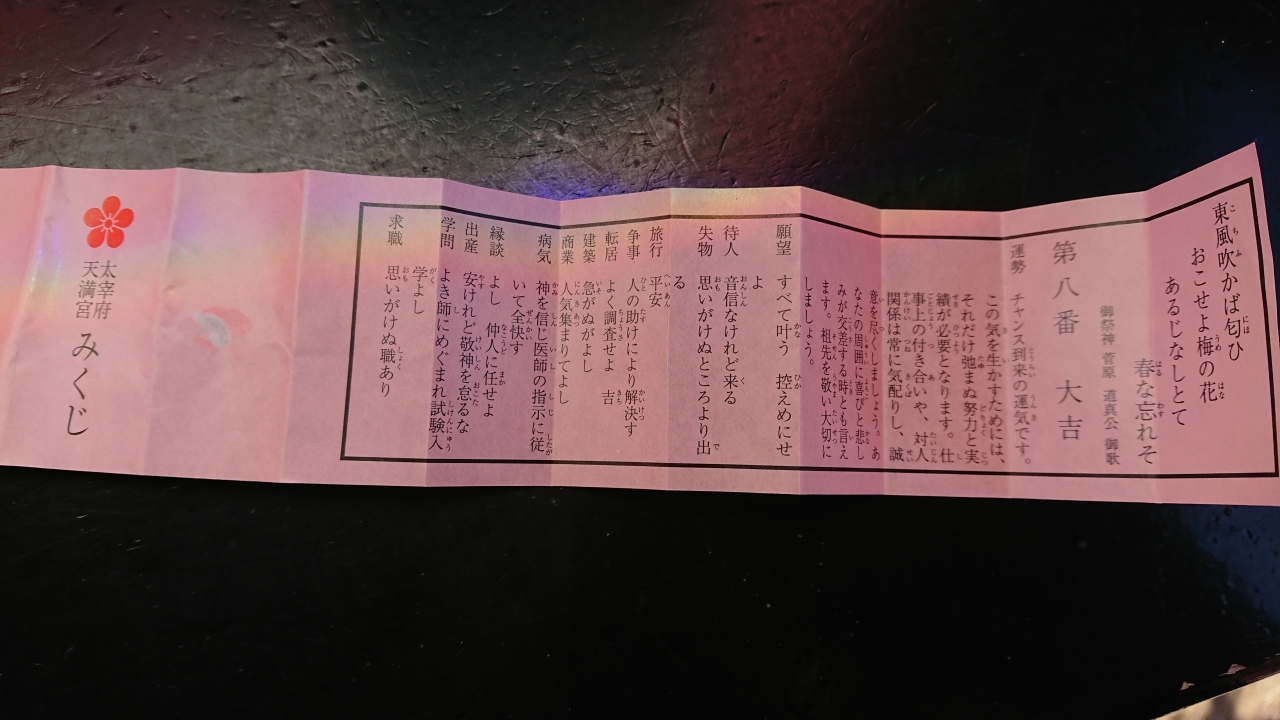 東風吹かば匂ひ
おこせよ梅の花
あるじなしとて
春な忘れそ
御祭神 菅原 道真公 御歌
第八番 大吉
運勢 チャンス到来の運気です。
この気を生かすためには、
それだけ弛まぬ努力と実
績が必要となります。仕
事上の付き合いや、対人
関係は常に気配りし、誠
意を尽くしましょう。あ
なたの周囲に喜びと悲し
みが交差する時とも言え
ます。祖先を敬い大切に
しましょう。
願望 すべて叶う 控えめにせ
よ
待人 音信なけれど来る
失物 思いがけぬところより出
る
旅行 平安
争事 人の助けにより解決す
転居 よく調査せよ 吉
建築 急がぬがよし
商業 人気集まりてよし
病気 神を信じ医師の指示に従
いて全快す
縁談 よし 仲人に任せよ
出産 安けれど敬神を怠るな
学問 よき師にめぐまれ試験入
学よし
求職 思いがけぬ職あり
太宰府
天満宮
みくじ